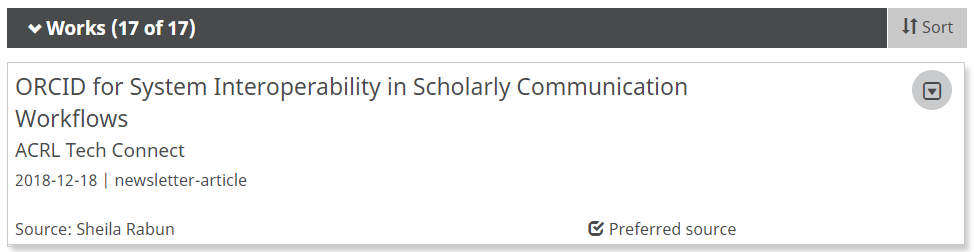 Works (17 of 17)
Sort
ORCID for System Interoperability in Scholarly Communication
Workflows
ACRL Tech Connect
2018-12-18 | newsletter-article
Source: Sheila Rabun
Preferred source